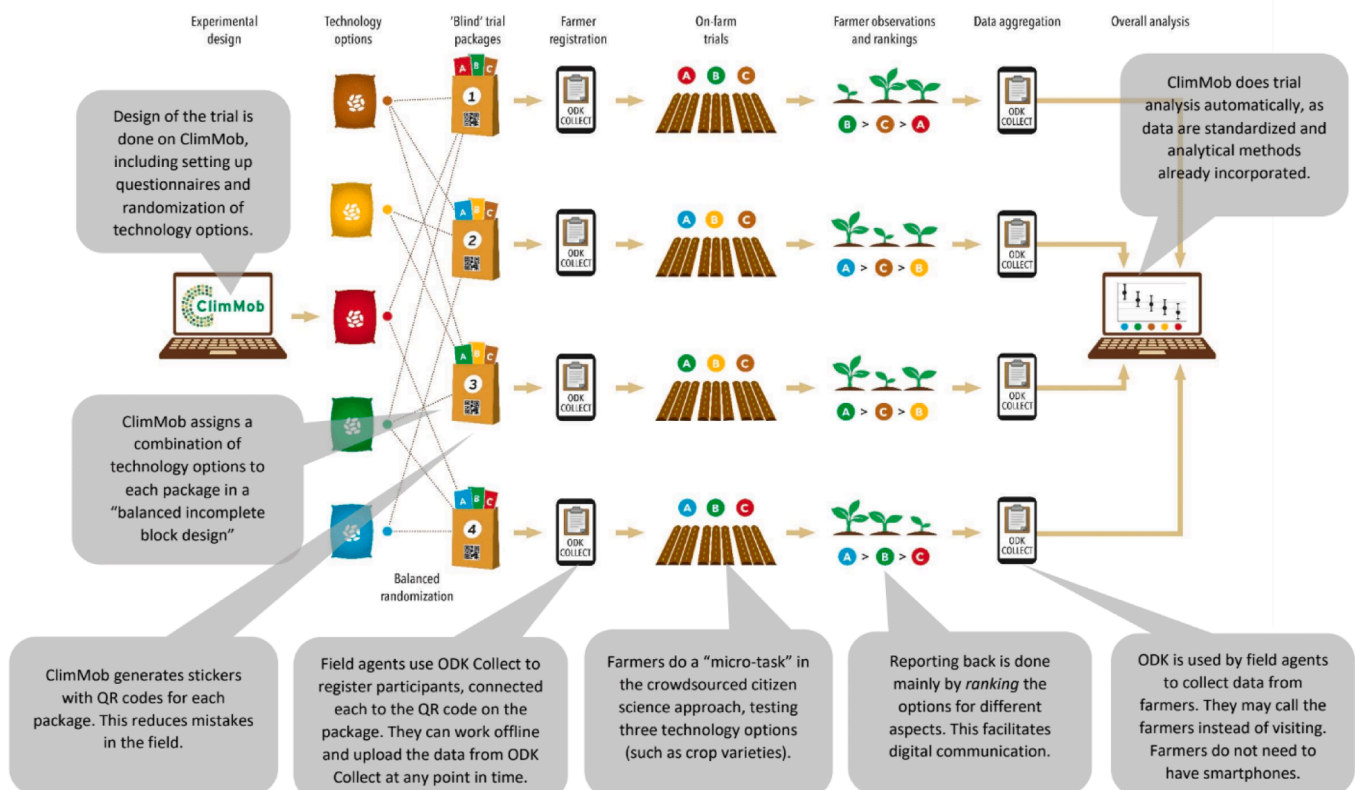 Experimental
design
Technology
options
'Blind' trial
packages
Farmer
registration
On-farm
trials
Farmer observations
and rankings
Data aggregation
Overall analysis
Design of the trial is
done on ClimMob,
including setting up
questionnaires and
randomization of
technology options.
ClimMob does trial
analysis automatically, as
data are standardized and
analytical methods
already incorporated.
A B C
1
ODK
COLLECT
A B C
B > C > A
ODK
COLLECT
A B C
2
ODK
COLLECT
A B C
A > C > B
ODK
COLLECT
ClimMob
A B C
3
ODK
COLLECT
A B C
A > C > B
ODK
COLLECT
ClimMob assigns a
combination of
technology options to
each package in a
“balanced incomplete
block design”
A B C
4
ODK
COLLECT
A B C
A > B > C
ODK
COLLECT
Balanced
randomization
ClimMob generates stickers
with QR codes for each
package. This reduces mistakes
in the field.
Field agents use ODK Collect to
register participants, connected
each to the QR code on the
package. They can work offline
and upload the data from ODK
Collect at any point in time.
Farmers do a “micro-task” in
the crowdsourced citizen
science approach, testing
three technology options
(such as crop varieties).
Reporting back is done
mainly by ranking the
options for different
aspects. This facilitates
digital communication.
ODK is used by field agents
to collect data from
farmers. They may call the
farmers instead of visiting.
Farmers do not need to
have smartphones.